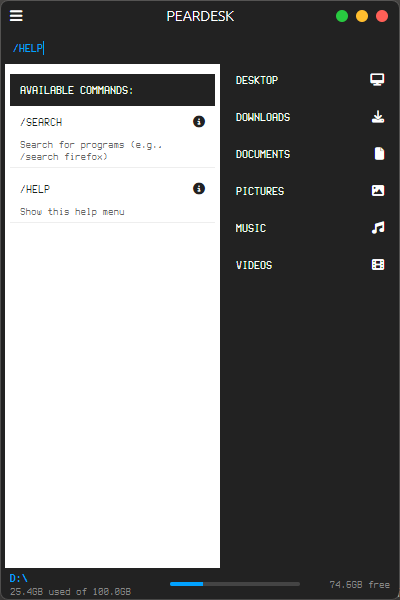 PEARDESK
/HELP
AVAILABLE COMMANDS:
/SEARCH
Search for programs (e.g..
/search firefox)
/HELP
Show this help menu
DESKTOP
DOWNLOADS
DOCUMENTS
PICTURES
MUSIC
VIDEOS
D:\
25.4GB used of 100.0GB
74.6GB free